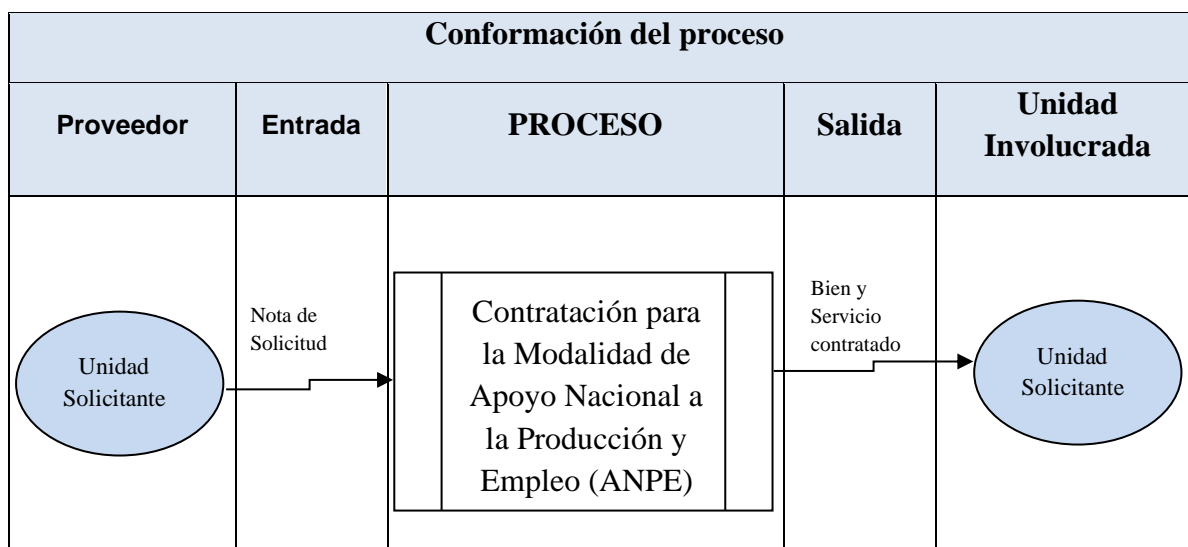 Conformación del proceso
Proveedor
Entrada
PROCESO
Salida
Unidad
Involucrada
Unidad
Solicitante
Nota de
Solicitud
Contratación para
la Modalidad de
Apoyo Nacional a
la Producción y
Empleo (ANPE)
Bien y
Servicio
contratado
Unidad
Solicitante